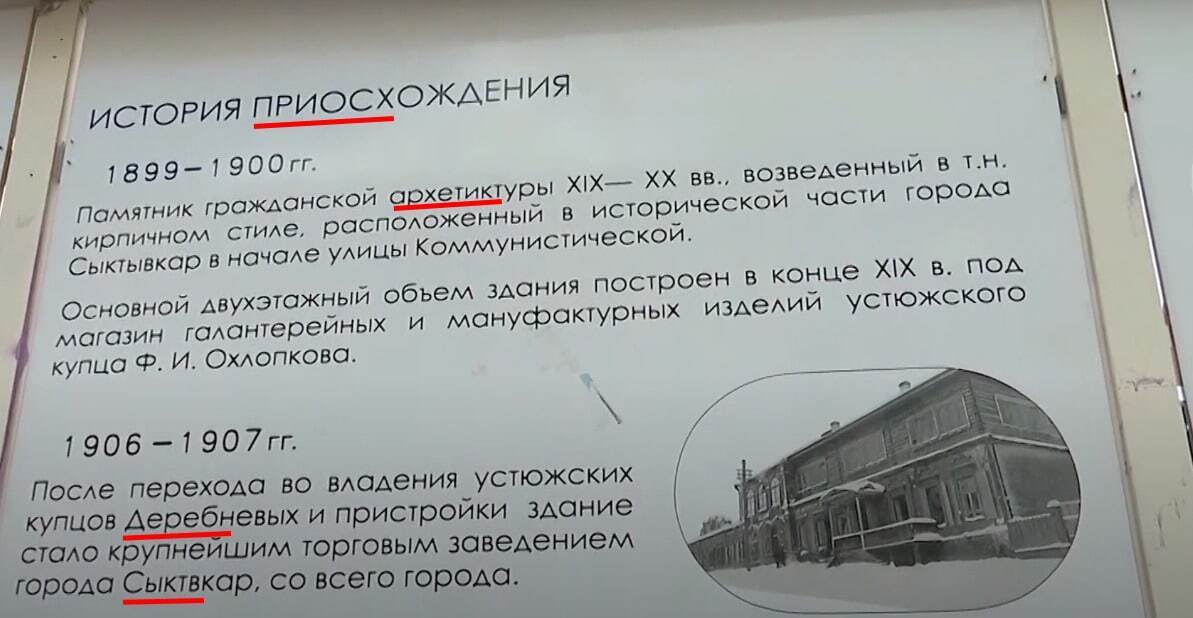 ИСТОРИЯ ПРИОСХОЖДЕНИЯ
1899–1900 гг.
Памятник гражданской архетиктуры XIX— XX вв., возведенный в т.н.
кирпичном стиле, расположенный в исторической части города
Сыктывкар в начале улицы Коммунистической.
Основной двухэтажный объем здания построен в конце XIX в. под
магазин галантерейных и мануфактурных изделий устюжского
купца Ф. И. Охлопкова.
1906 –1907 гг.
После перехода во владения устюжских
купцов Деребневых и пристройки здание
стало крупнейшим торговым заведением
города Сыктвкар, со всего города.